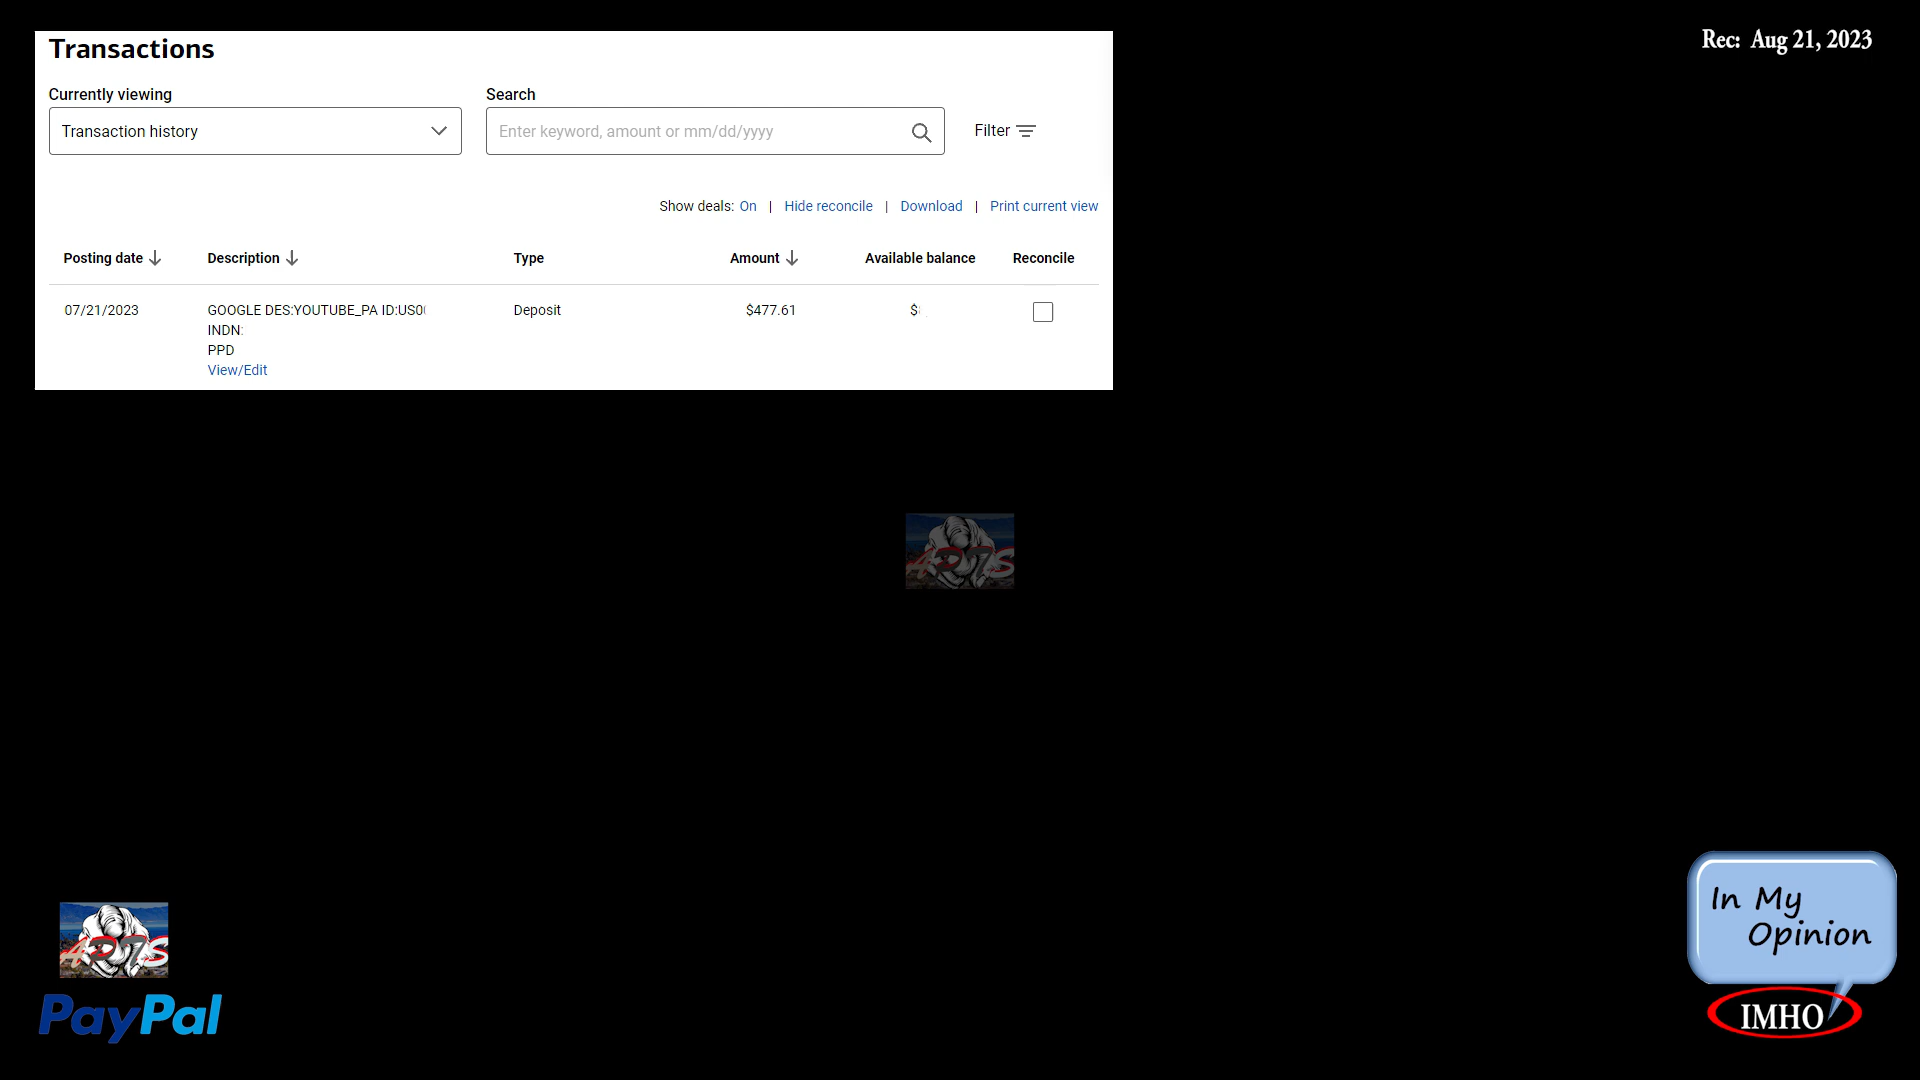 Transactions
Rec: Aug 21, 2023
Currently viewing
Search
Transaction history
Enter keyword, amount or mm/dd/yyyy
Filter
Show deals: On | Hide reconcile | Download | Print current view
Posting date Description Type Amount Available balance Reconcile
07/21/2023 GOOGLE DES:YOUTUBE_PA ID:US0 Deposit $477.61 $
INDN:
PPD
View/Edit
ADTS
In My
Opinion
ADTS
PayPal
IMHO